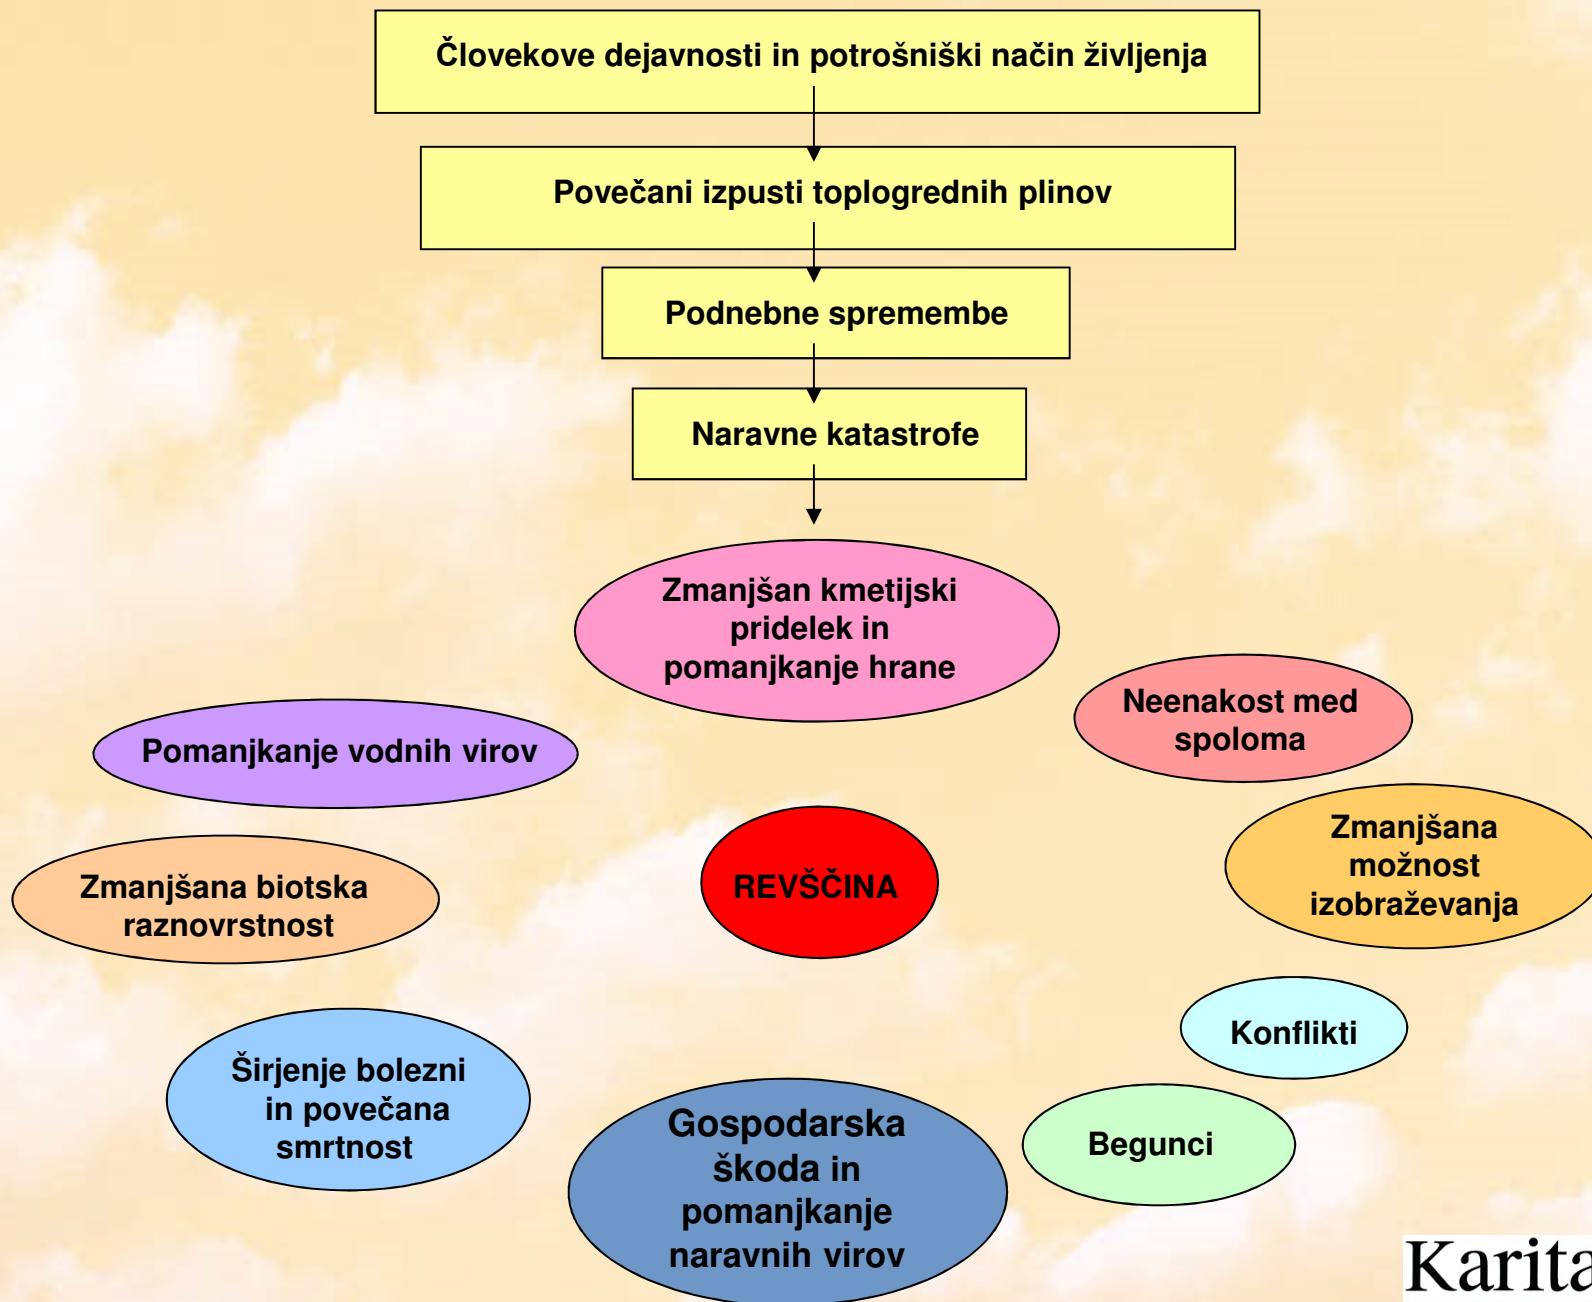 Človekove dejavnosti in potrošniški način življenja
Povečani izpusti toplogrednih plinov
Podnebne spremembe
Naravne katastrofe
Zmanjšan kmetijski
pridelek in
pomanjkanje hrane
Neenakost med
spoloma
Pomanjkanje vodnih virov
Zmanjšana
možnost
izobraževanja
Zmanjšana biotska
raznovrstnost
REVŠČINA
Konflikti
Širjenje bolezni
in povečana
smrtnost
Gospodarska
škoda in
pomanjkanje
naravnih virov
Begunci
Karita